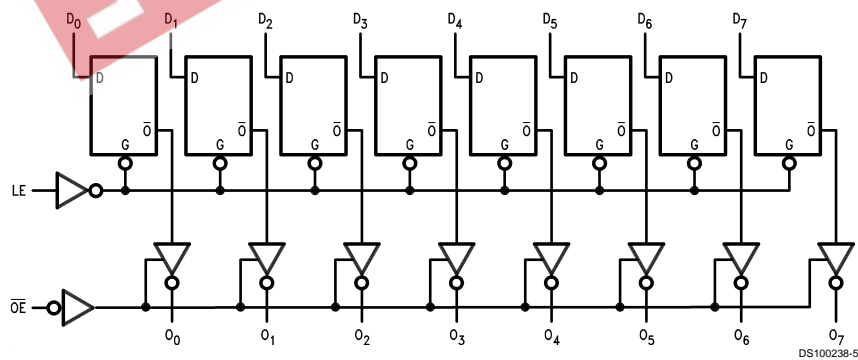 D0 D1 D2 D3 D4 D5 D6 D7
D D D D D D D D
O̅ O̅ O̅ O̅ O̅ O̅ O̅ O̅
G G G G G G G G
LE
O̅E̅
O0 O1 O2 O3 O4 O5 O6 O7
DS100238-5